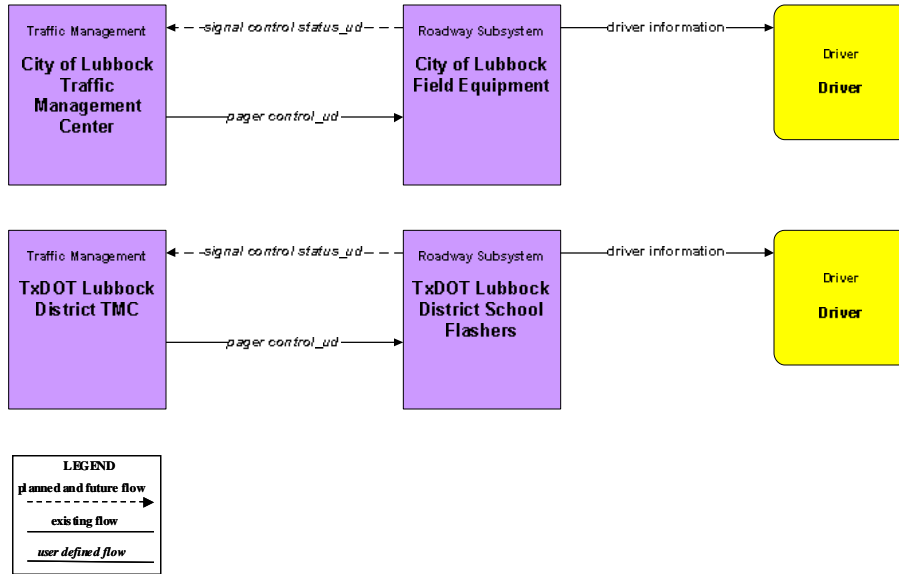 Traffic Management
City of Lubbock
Traffic
Management
Center
signal control status_ud
pager control_ud
Roadway Subsystem
City of Lubbock
Field Equipment
driver information
Driver
Driver
Traffic Management
TxDOT Lubbock
District TMC
signal control status_ud
pager control_ud
Roadway Subsystem
TxDOT Lubbock
District School
Flashers
driver information
Driver
Driver
LEGEND
planned and future flow
existing flow
user defined flow